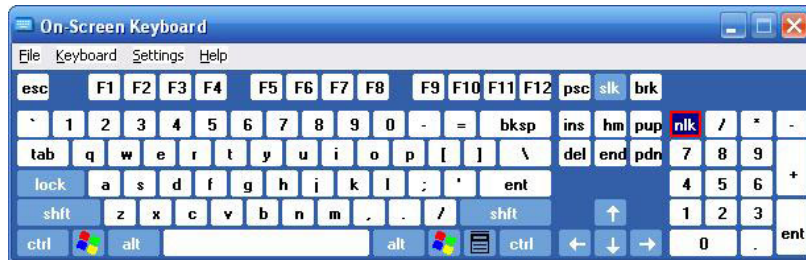 On-Screen Keyboard
File Keyboard Settings Help
esc F1 F2 F3 F4 F5 F6 F7 F8 F9 F10 F11 F12 psc slk brk
` 1 2 3 4 5 6 7 8 9 0 - = bksp ins hm pup nlk / * -
tab q w e r t y u i o p [ ] \ del end pdn 7 8 9 +
lock a s d f g h j k l ; ' ent 4 5 6
shft z x c v b n m , . / shft ↑ 1 2 3 ent
ctrl alt alt ctrl ← ↓ → 0 .